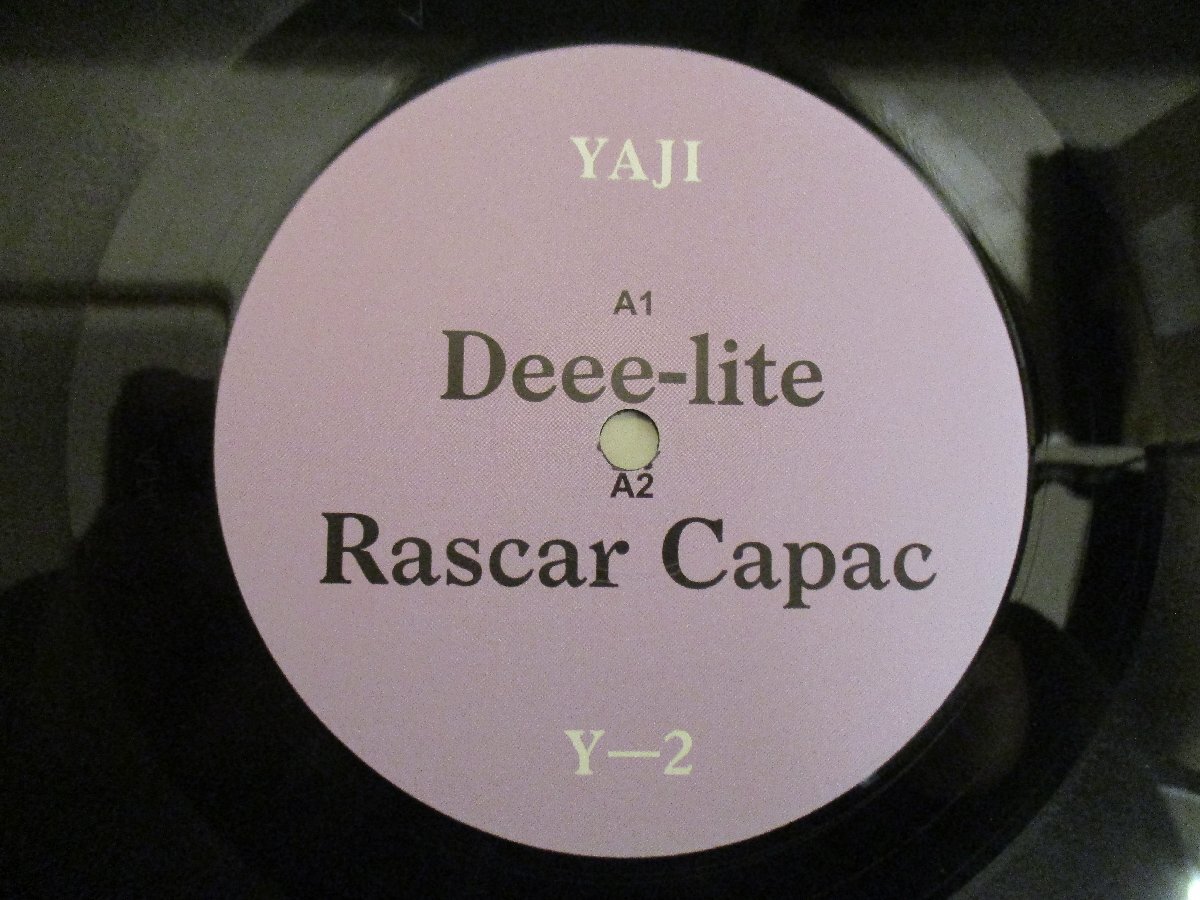 YAJI
A1
Deee-lite
A2
Rascar Capac
Y—2